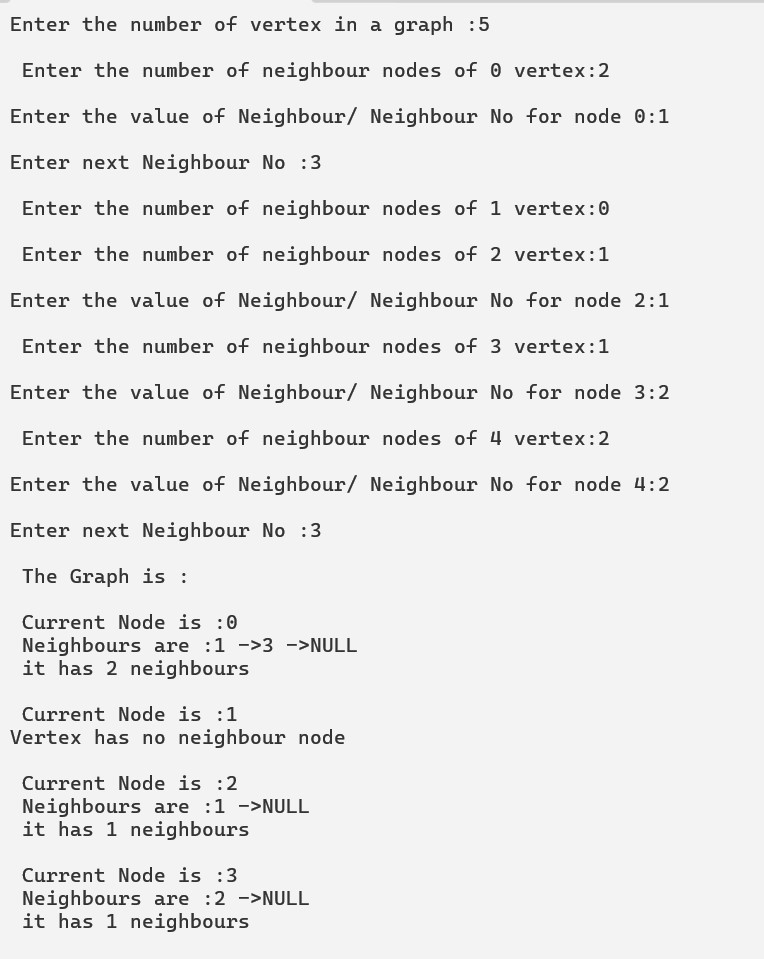 Enter the number of vertex in a graph :5
Enter the number of neighbour nodes of 0 vertex:2
Enter the value of Neighbour/ Neighbour No for node 0:1
Enter next Neighbour No :3
Enter the number of neighbour nodes of 1 vertex:0
Enter the number of neighbour nodes of 2 vertex:1
Enter the value of Neighbour/ Neighbour No for node 2:1
Enter the number of neighbour nodes of 3 vertex:1
Enter the value of Neighbour/ Neighbour No for node 3:2
Enter the number of neighbour nodes of 4 vertex:2
Enter the value of Neighbour/ Neighbour No for node 4:2
Enter next Neighbour No :3
The Graph is :
Current Node is :0
Neighbours are :1 ->3 ->NULL
it has 2 neighbours
Current Node is :1
Vertex has no neighbour node
Current Node is :2
Neighbours are :1 ->NULL
it has 1 neighbours
Current Node is :3
Neighbours are :2 ->NULL
it has 1 neighbours